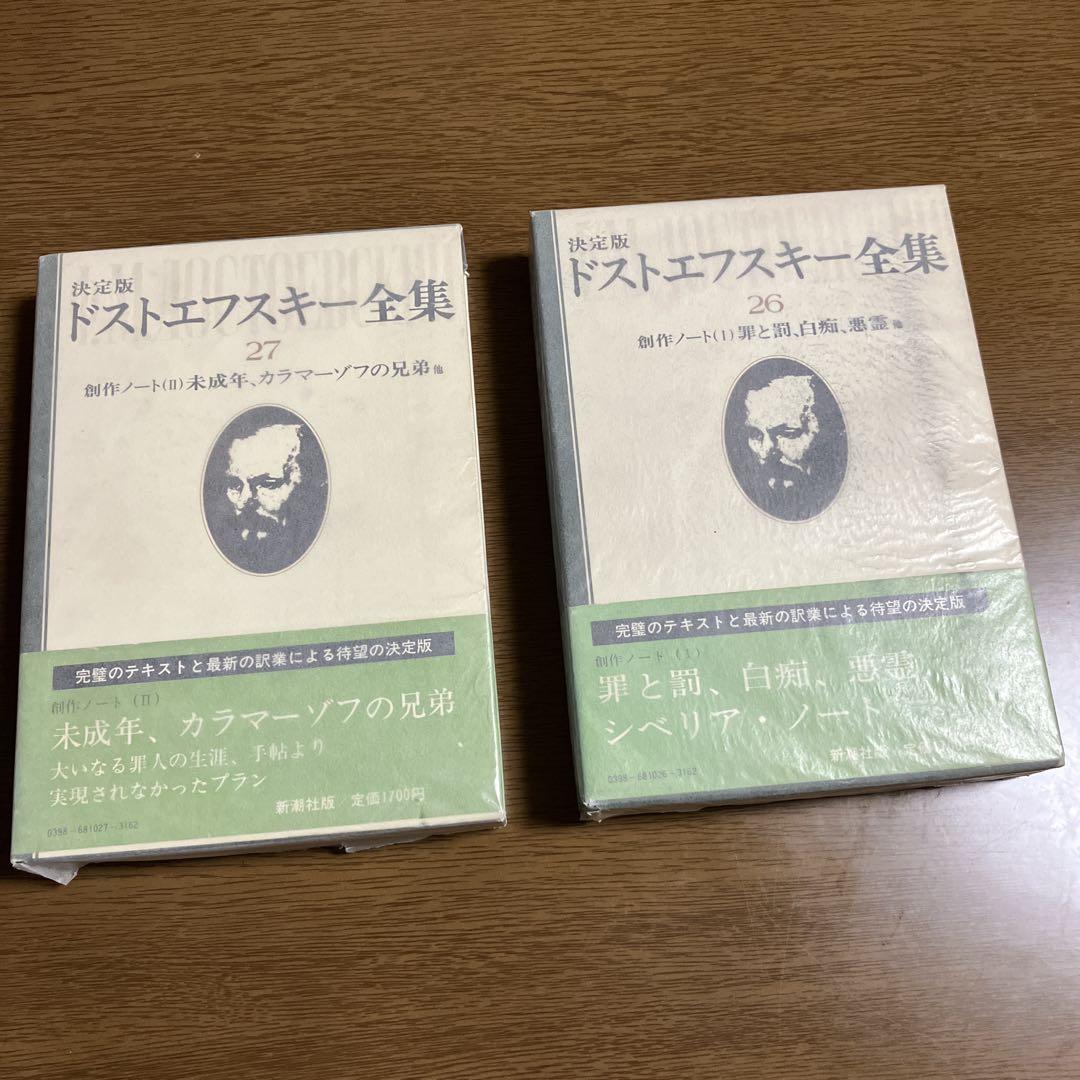 決定版
ドストエフスキー全集
27
創作ノート(II)未成年、カラマーゾフの兄弟 他
完璧のテキストと最新の訳業による待望の決定版
創作ノート (II)
未成年、カラマーゾフの兄弟
大いなる罪人の生涯、手帖より
実現されなかったプラン
新潮社版/定価1700円
0398-681027-3162
決定版
ドストエフスキー全集
26
創作ノート(I)罪と罰、白痴、悪霊 他
完璧のテキストと最新の訳業による待望の決定版
創作ノート (I)
罪と罰、白痴、悪霊
シベリア・ノート
新潮社版/定価
0398-681026-3162